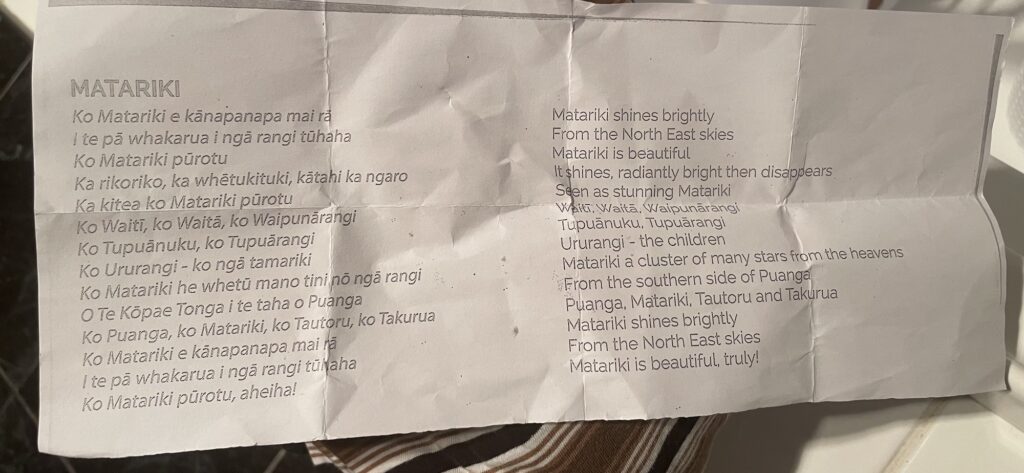 MATARIKI
Ko Matariki e kānapanapa mai rā
I te pā whakarua i ngā rangi tūhaha
Ko Matariki pūrotu
Ka rikoriko, ka whētukituki, kātahi ka ngaro
Ka kitea ko Matariki pūrotu
Ko Waitī, ko Waitā, ko Waipunārangi
Ko Tupuānuku, ko Tupuārangi
Ko Ururangi - ko ngā tamariki
Ko Matariki he whetū mano tini nō ngā rangi
O Te Kōpae Tonga i te taha o Puanga
Ko Puanga, ko Matariki, ko Tautoru, ko Takurua
Ko Matariki e kānapanapa mai rā
I te pā whakarua i ngā rangi tūhaha
Ko Matariki pūrotu, aheiha!
Matariki shines brightly
From the North East skies
Matariki is beautiful
It shines, radiantly bright then disappears
Seen as stunning Matariki
Waitī, Waitā, Waipunārangi
Tupuānuku, Tupuārangi
Ururangi - the children
Matariki a cluster of many stars from the heavens
From the southern side of Puanga
Puanga, Matariki, Tautoru and Takurua
Matariki shines brightly
From the North East skies
Matariki is beautiful, truly!